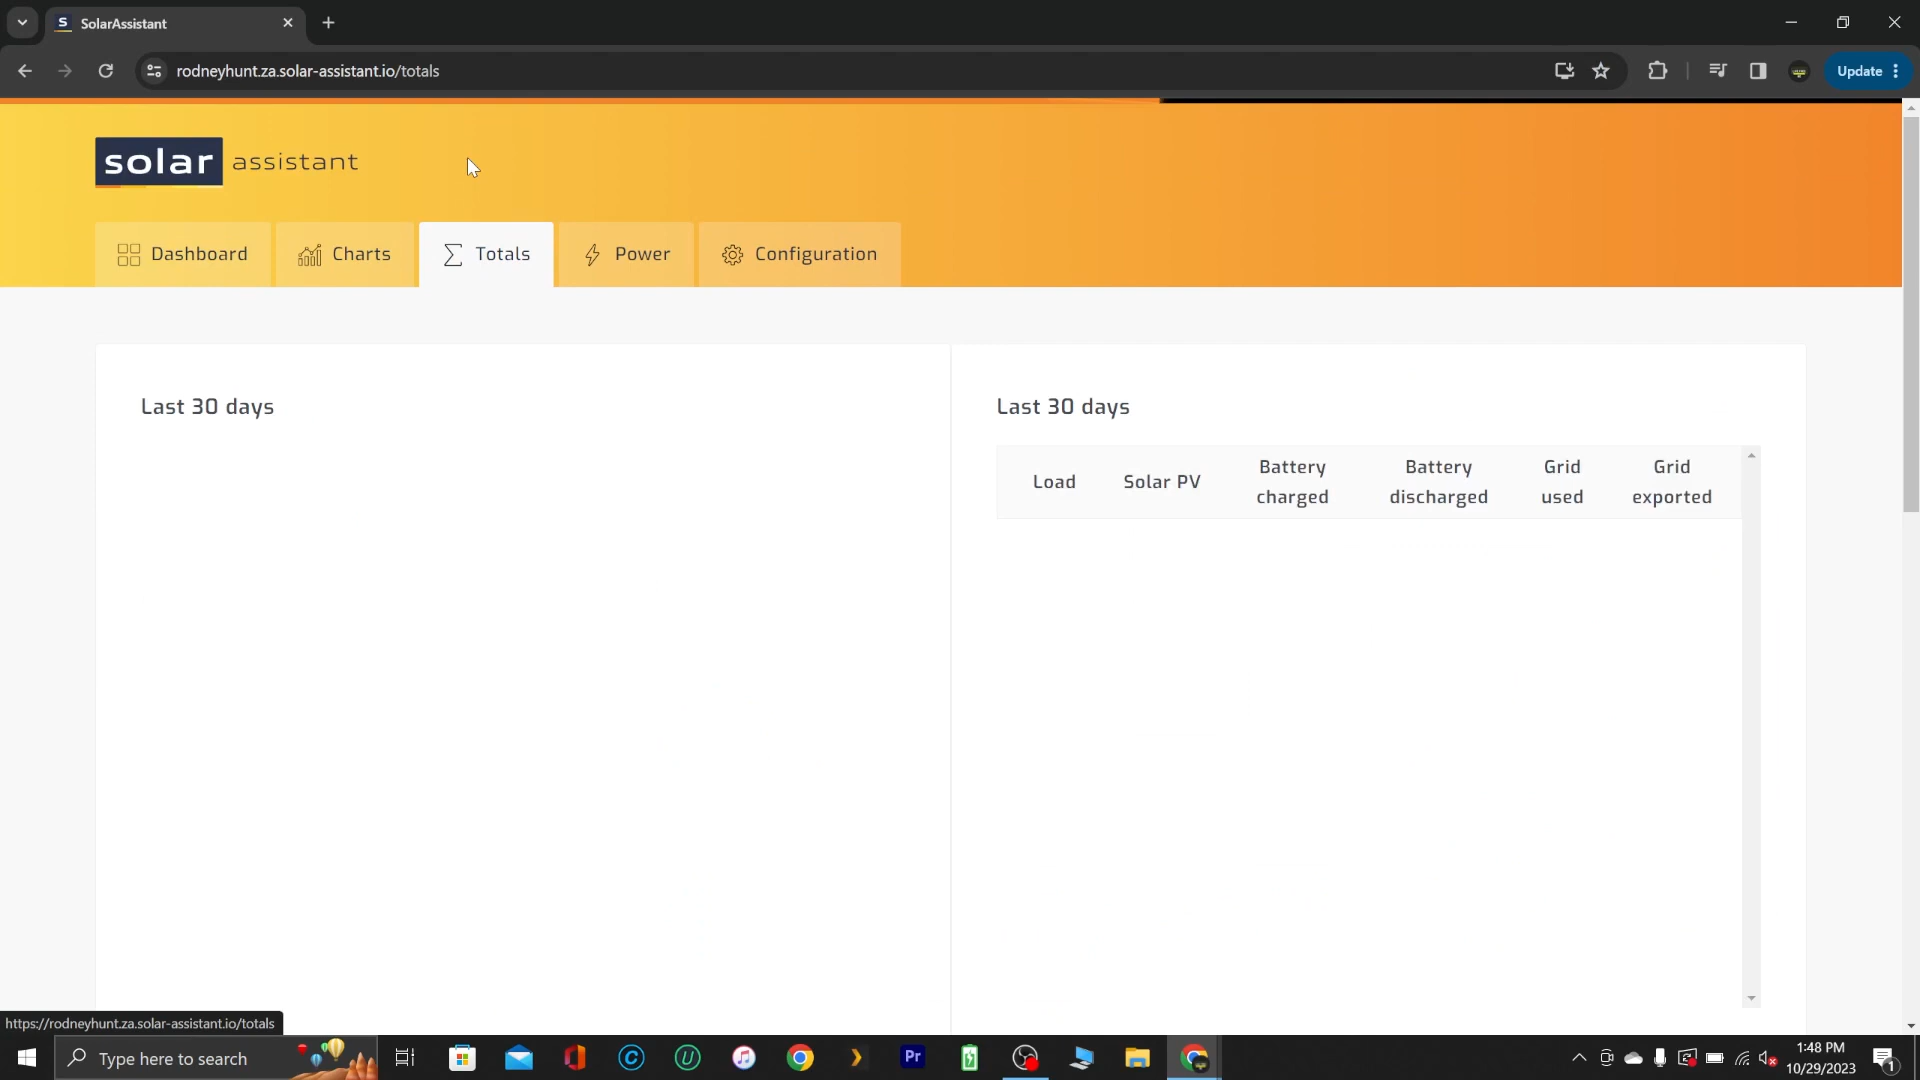 SolarAssistant
rodneyhunt.za.solar-assistant.io/totals
Update
solar assistant
Dashboard
Charts
Totals
Power
Configuration
Last 30 days
Last 30 days
Load
Solar PV
Battery
charged
Battery
discharged
Grid
used
Grid
exported
https://rodneyhunt.za.solar-assistant.io/totals
Type here to search
Pr
1:48 PM
10/29/2023
1